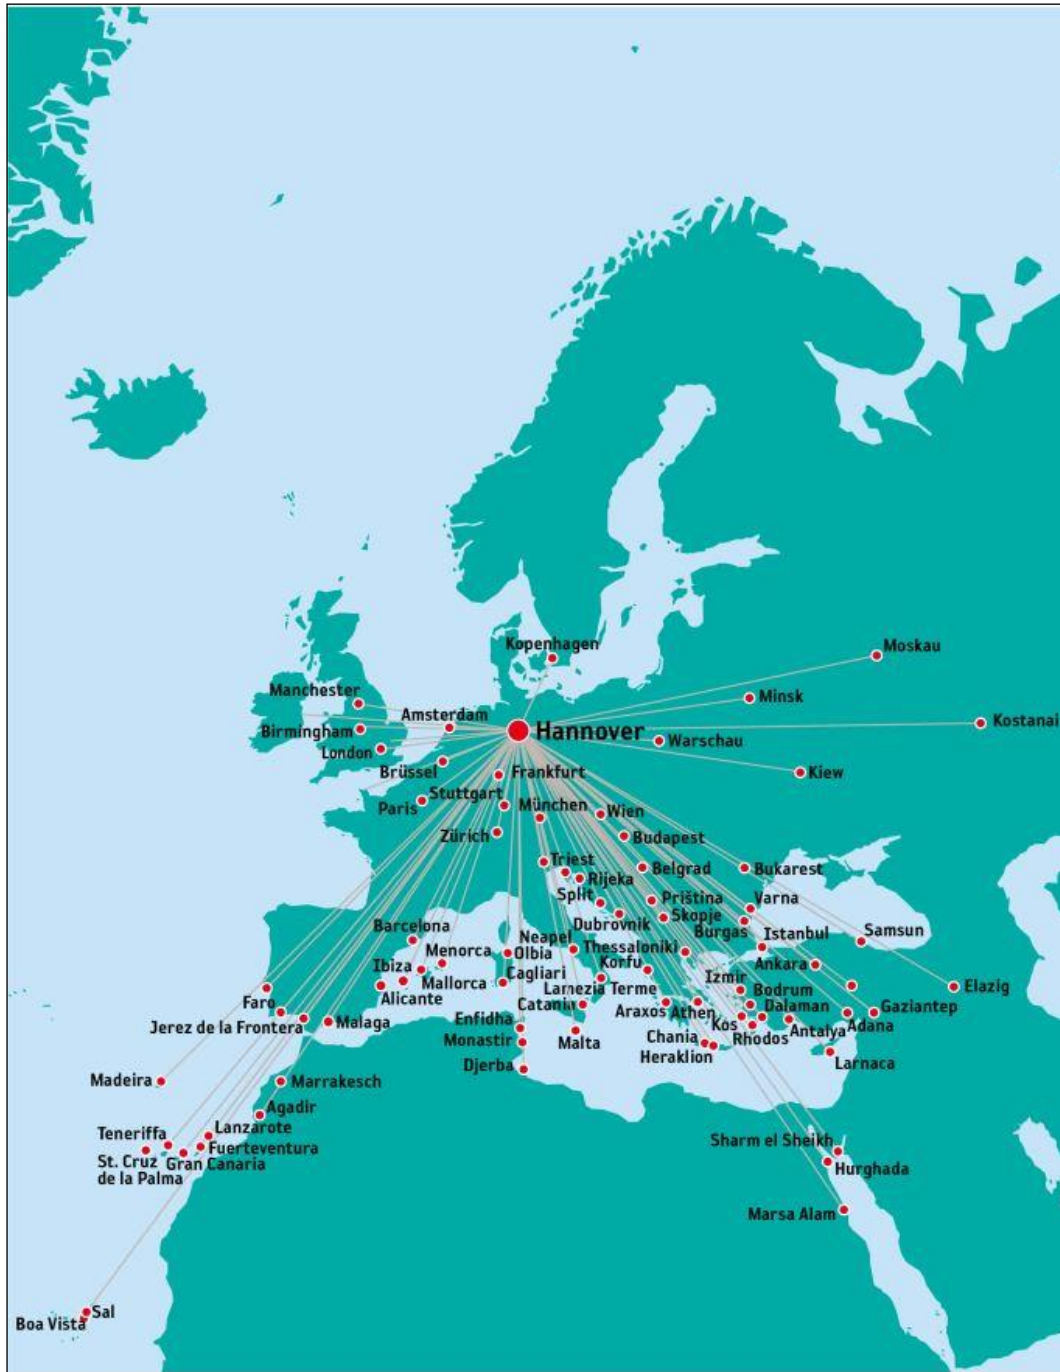 Kopenhagen
Moskau
Manchester
Minsk
Amsterdam
Kostanai
Birmingham
Hannover
Warschau
London
Brüssel
Frankfurt
Kiew
Stuttgart
Paris
München
Wien
Zürich
Budapest
Triest
Belgrad
Bukarest
Rijeka
Split
Priština
Varna
Dubrovnik
Skopje
Burgas
Barcelona
Neapel
Istanbul
Samsun
Menorca
Olbia
Thessaloniki
Korfu
Ankara
Ibiza
Mallorca
Cagliari
Izmir
Alicante
Lamezia Terme
Bodrum
Elazig
Faro
Catania
Araxos
Athen
Dalaman
Gaziantep
Jerez de la Frontera
Malaga
Enfidha
Kos
Antalya
Adana
Monastir
Malta
Chania
Rhodos
Heraklion
Larnaca
Djerba
Madeira
Marrakesch
Agadir
Teneriffa
Lanzarote
Sharm el Sheikh
Fuerteventura
St. Cruz
de la Palma
Gran Canaria
Hurghada
Marsa Alam
Sal
Boa Vista